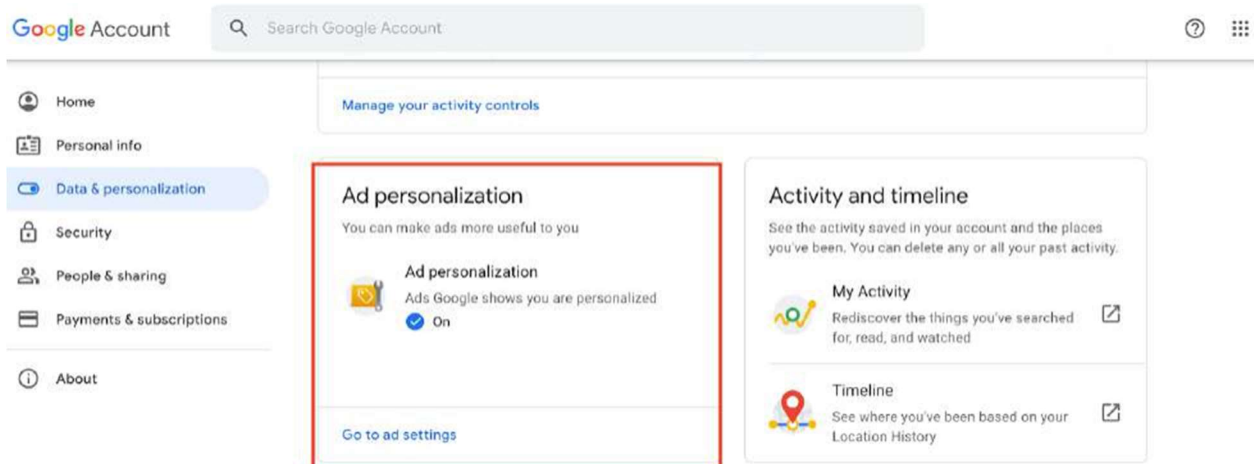 Google Account
Search Google Account
Home
Personal info
Data & personalization
Security
People & sharing
Payments & subscriptions
About
Manage your activity controls
Ad personalization
You can make ads more useful to you
Ad personalization
Ads Google shows you are personalized
On
Go to ad settings
Activity and timeline
See the activity saved in your account and the places
you've been. You can delete any or all your past activity.
My Activity
Rediscover the things you've searched
for, read, and watched
Timeline
See where you've been based on your
Location History